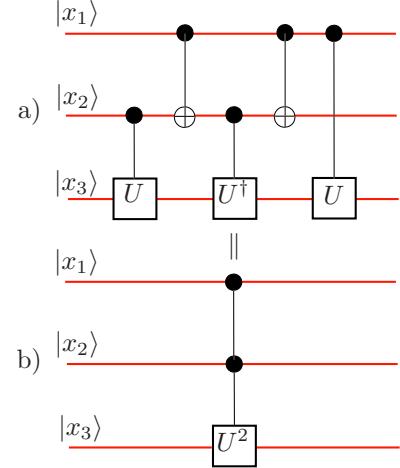 |x₁⟩
a) |x₂⟩
|x₃⟩ U U† U
=
|x₁⟩
b) |x₂⟩
|x₃⟩ U²